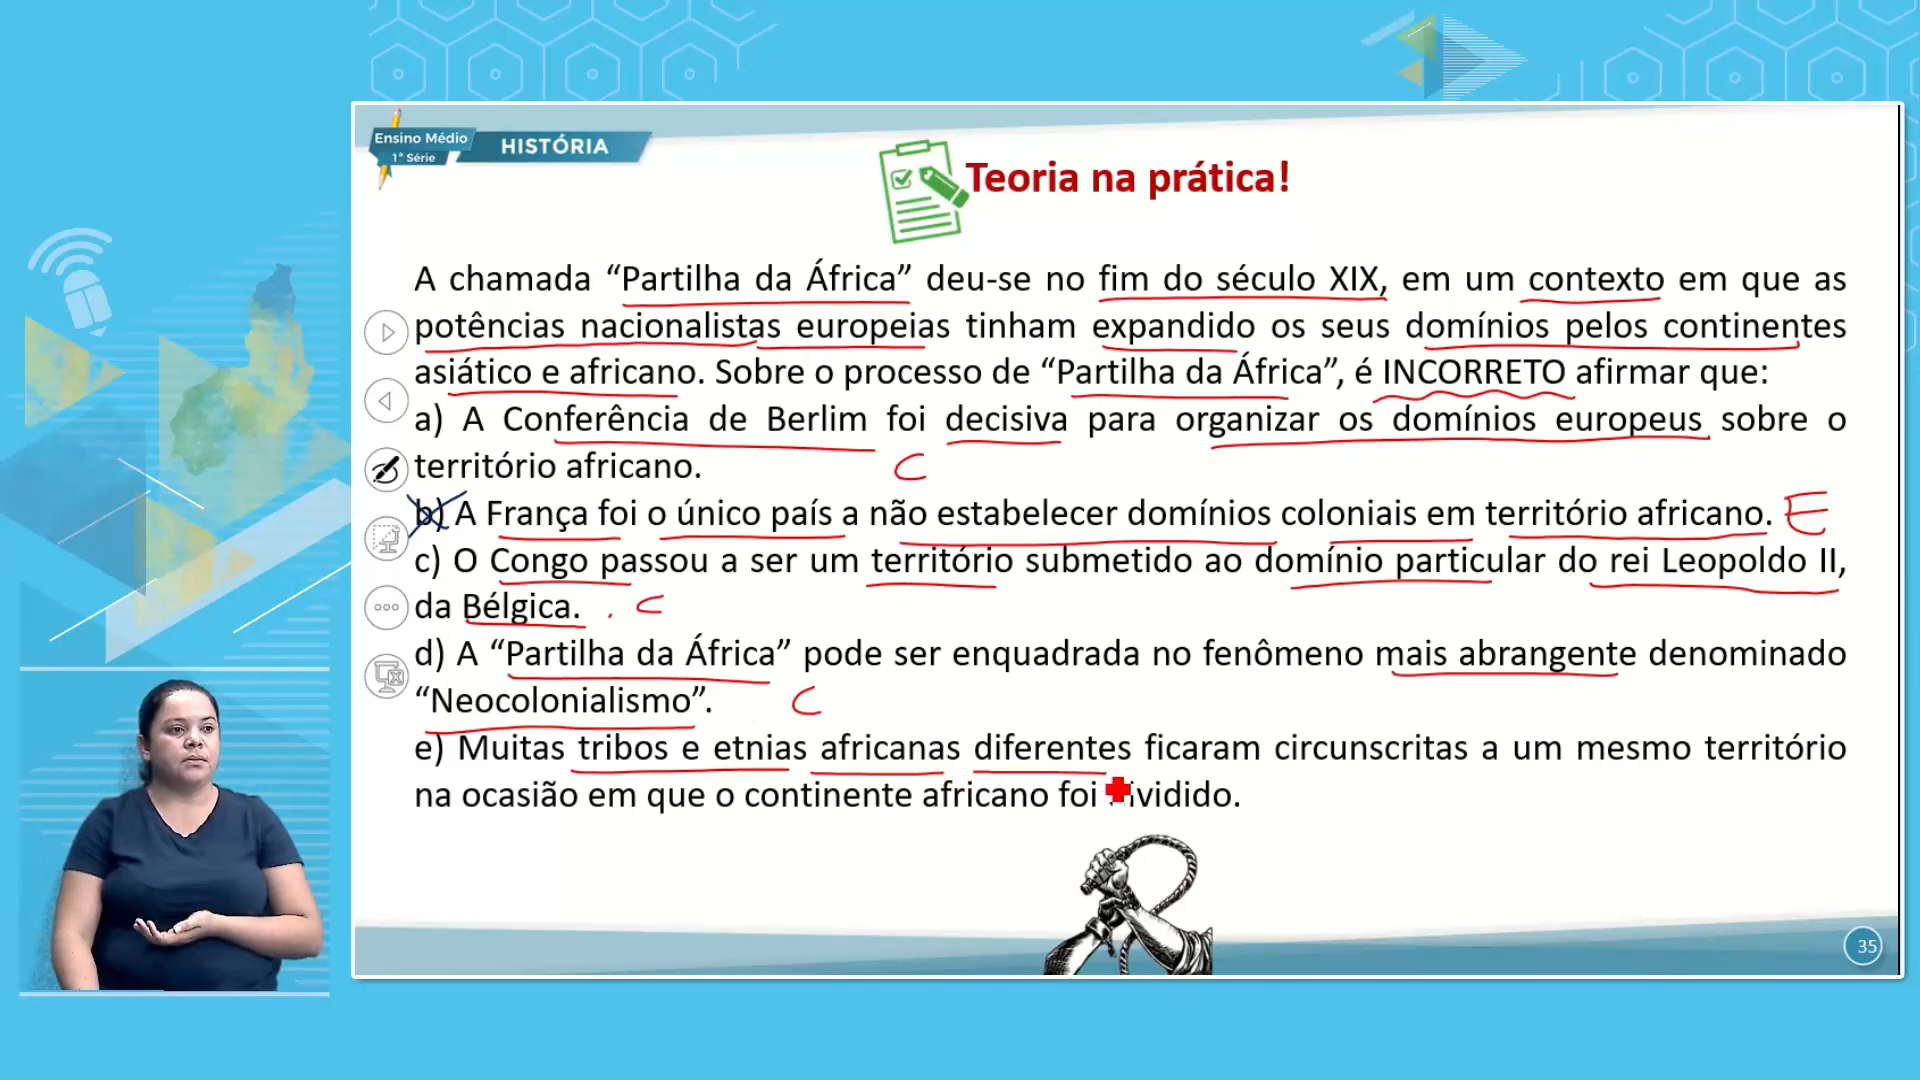 Ensino Médio
1ª Série
HISTÓRIA
Teoria na prática!
A chamada “Partilha da África” deu-se no fim do século XIX, em um contexto em que as
potências nacionalistas europeias tinham expandido os seus domínios pelos continentes
asiático e africano. Sobre o processo de “Partilha da África”, é INCORRETO afirmar que:
a) A Conferência de Berlim foi decisiva para organizar os domínios europeus sobre o
território africano. C
b) A França foi o único país a não estabelecer domínios coloniais em território africano. E
c) O Congo passou a ser um território submetido ao domínio particular do rei Leopoldo II,
da Bélgica. C
d) A “Partilha da África” pode ser enquadrada no fenômeno mais abrangente denominado
“Neocolonialismo”. C
e) Muitas tribos e etnias africanas diferentes ficaram circunscritas a um mesmo território
na ocasião em que o continente africano foi dividido.
35